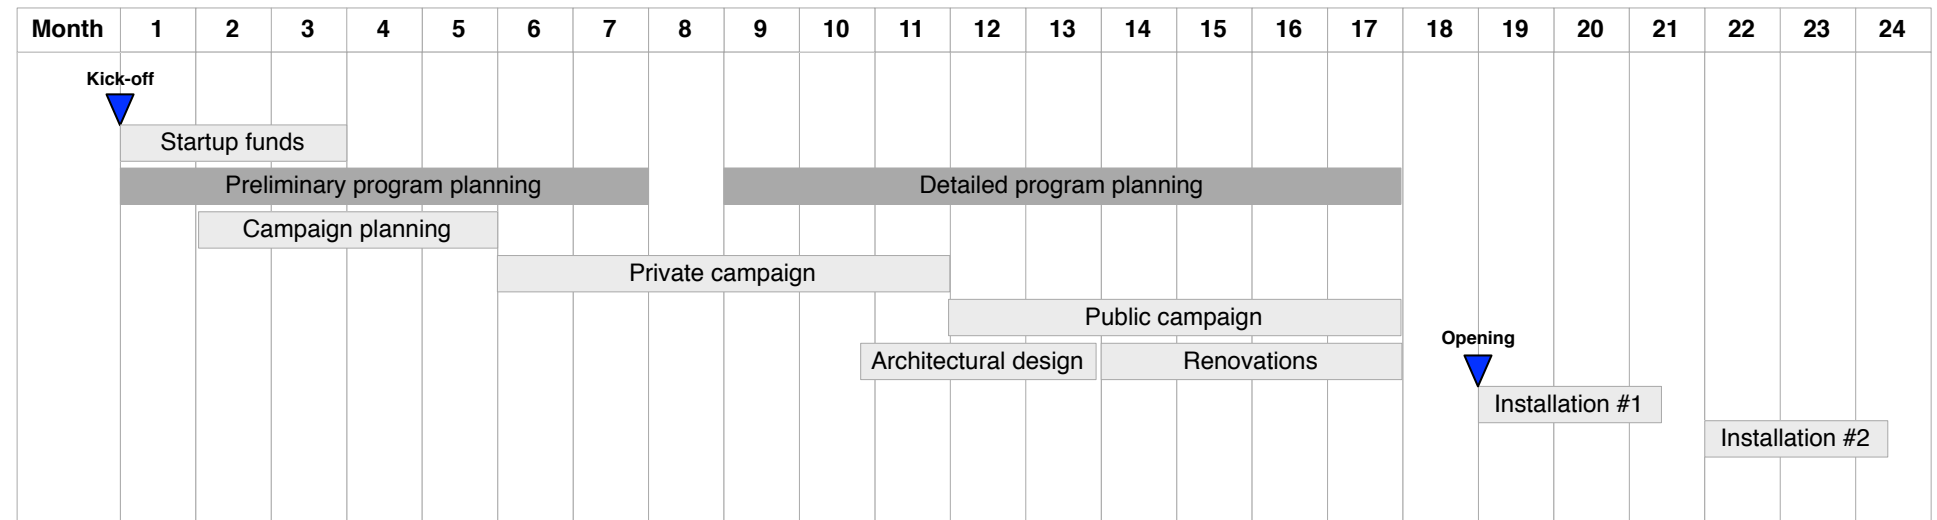 Month 1 2 3 4 5 6 7 8 9 10 11 12 13 14 15 16 17 18 19 20 21 22 23 24
Kick-off
Startup funds
Preliminary program planning Detailed program planning
Campaign planning
Private campaign
Public campaign
Opening
Architectural design Renovations
Installation #1
Installation #2